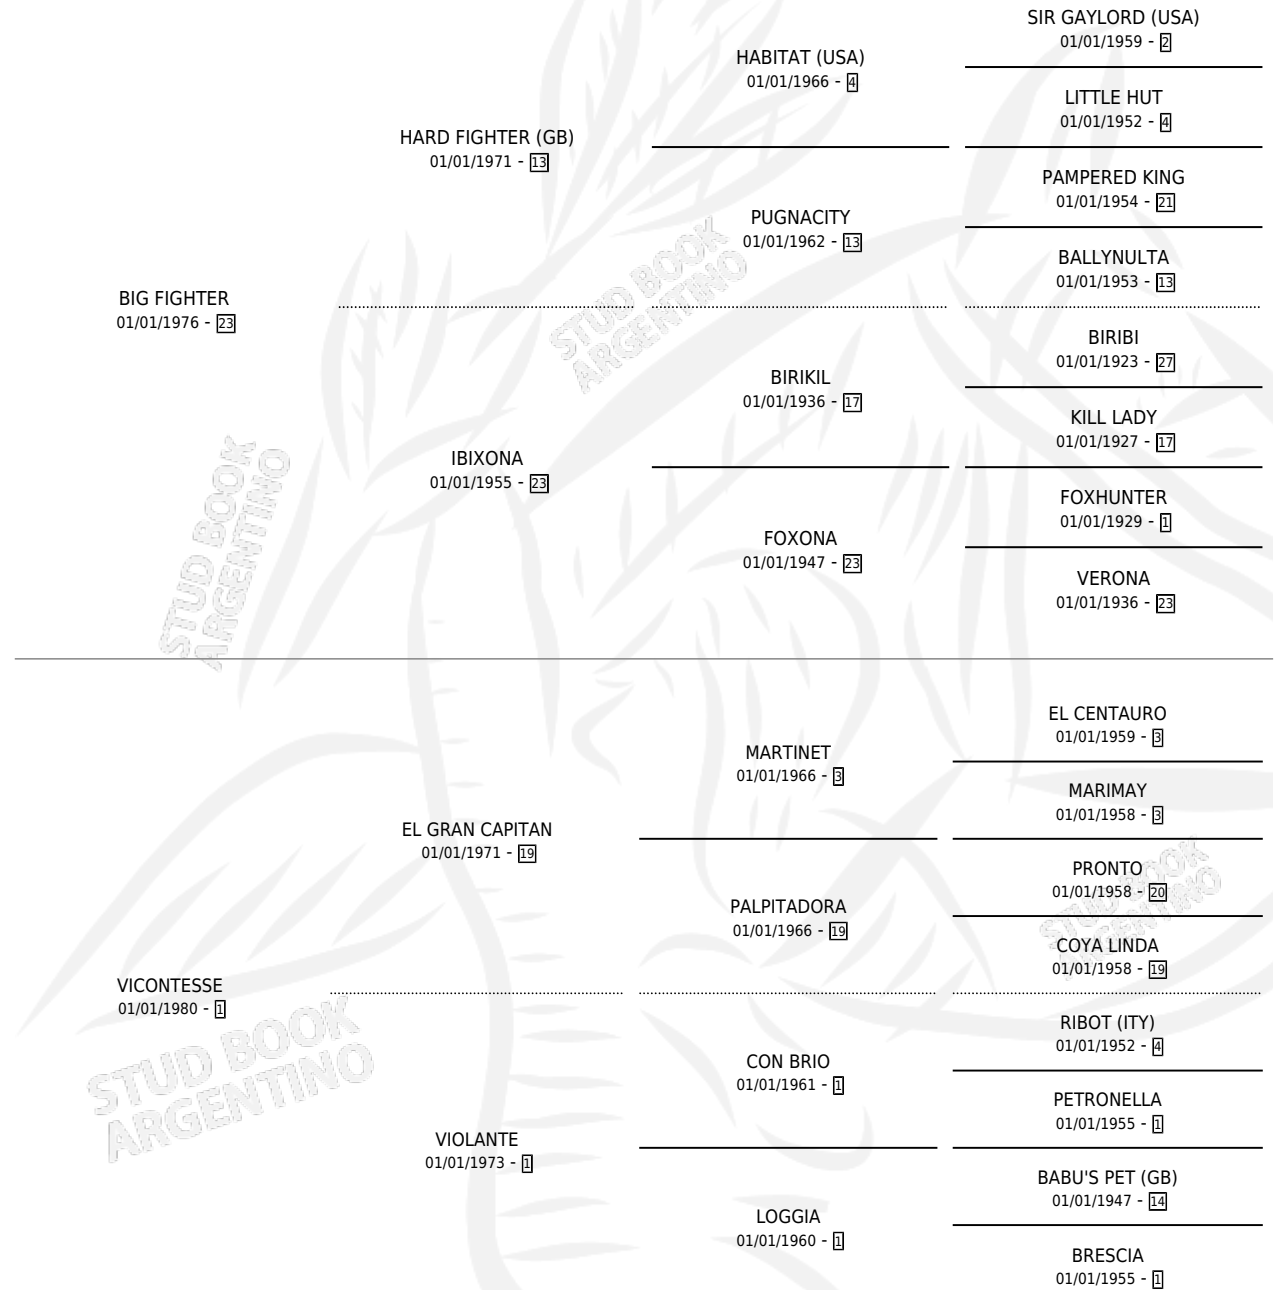 SIR GAYLORD (USA)
01/01/1959 - 2
HABITAT (USA)
01/01/1966 - 4
LITTLE HUT
01/01/1952 - 4
HARD FIGHTER (GB)
01/01/1971 - 13
PAMPERED KING
01/01/1954 - 21
PUGNACITY
01/01/1962 - 13
BALLYNULTA
01/01/1953 - 13
BIG FIGHTER
01/01/1976 - 23
BIRIBI
01/01/1923 - 27
BIRIKIL
01/01/1936 - 17
KILL LADY
01/01/1927 - 17
IBIXONA
01/01/1955 - 23
FOXHUNTER
01/01/1929 - 1
FOXONA
01/01/1947 - 23
VERONA
01/01/1936 - 23
EL CENTAURO
01/01/1959 - 3
MARTINET
01/01/1966 - 3
MARIMAY
01/01/1958 - 3
EL GRAN CAPITAN
01/01/1971 - 19
PRONTO
01/01/1958 - 20
PALPITADORA
01/01/1966 - 19
COYA LINDA
01/01/1958 - 19
VICONTESSE
01/01/1980 - 1
RIBOT (ITY)
01/01/1952 - 4
CON BRIO
01/01/1961 - 1
PETRONELLA
01/01/1955 - 1
VIOLANTE
01/01/1973 - 1
BABU'S PET (GB)
01/01/1947 - 14
LOGGIA
01/01/1960 - 1
BRESCIA
01/01/1955 - 1
STUD BOOK
ARGENTINO
STUD BOOK
ARGENTINO
STUD BOOK
ARGENTINO
STUD BOOK
ARGENTINO